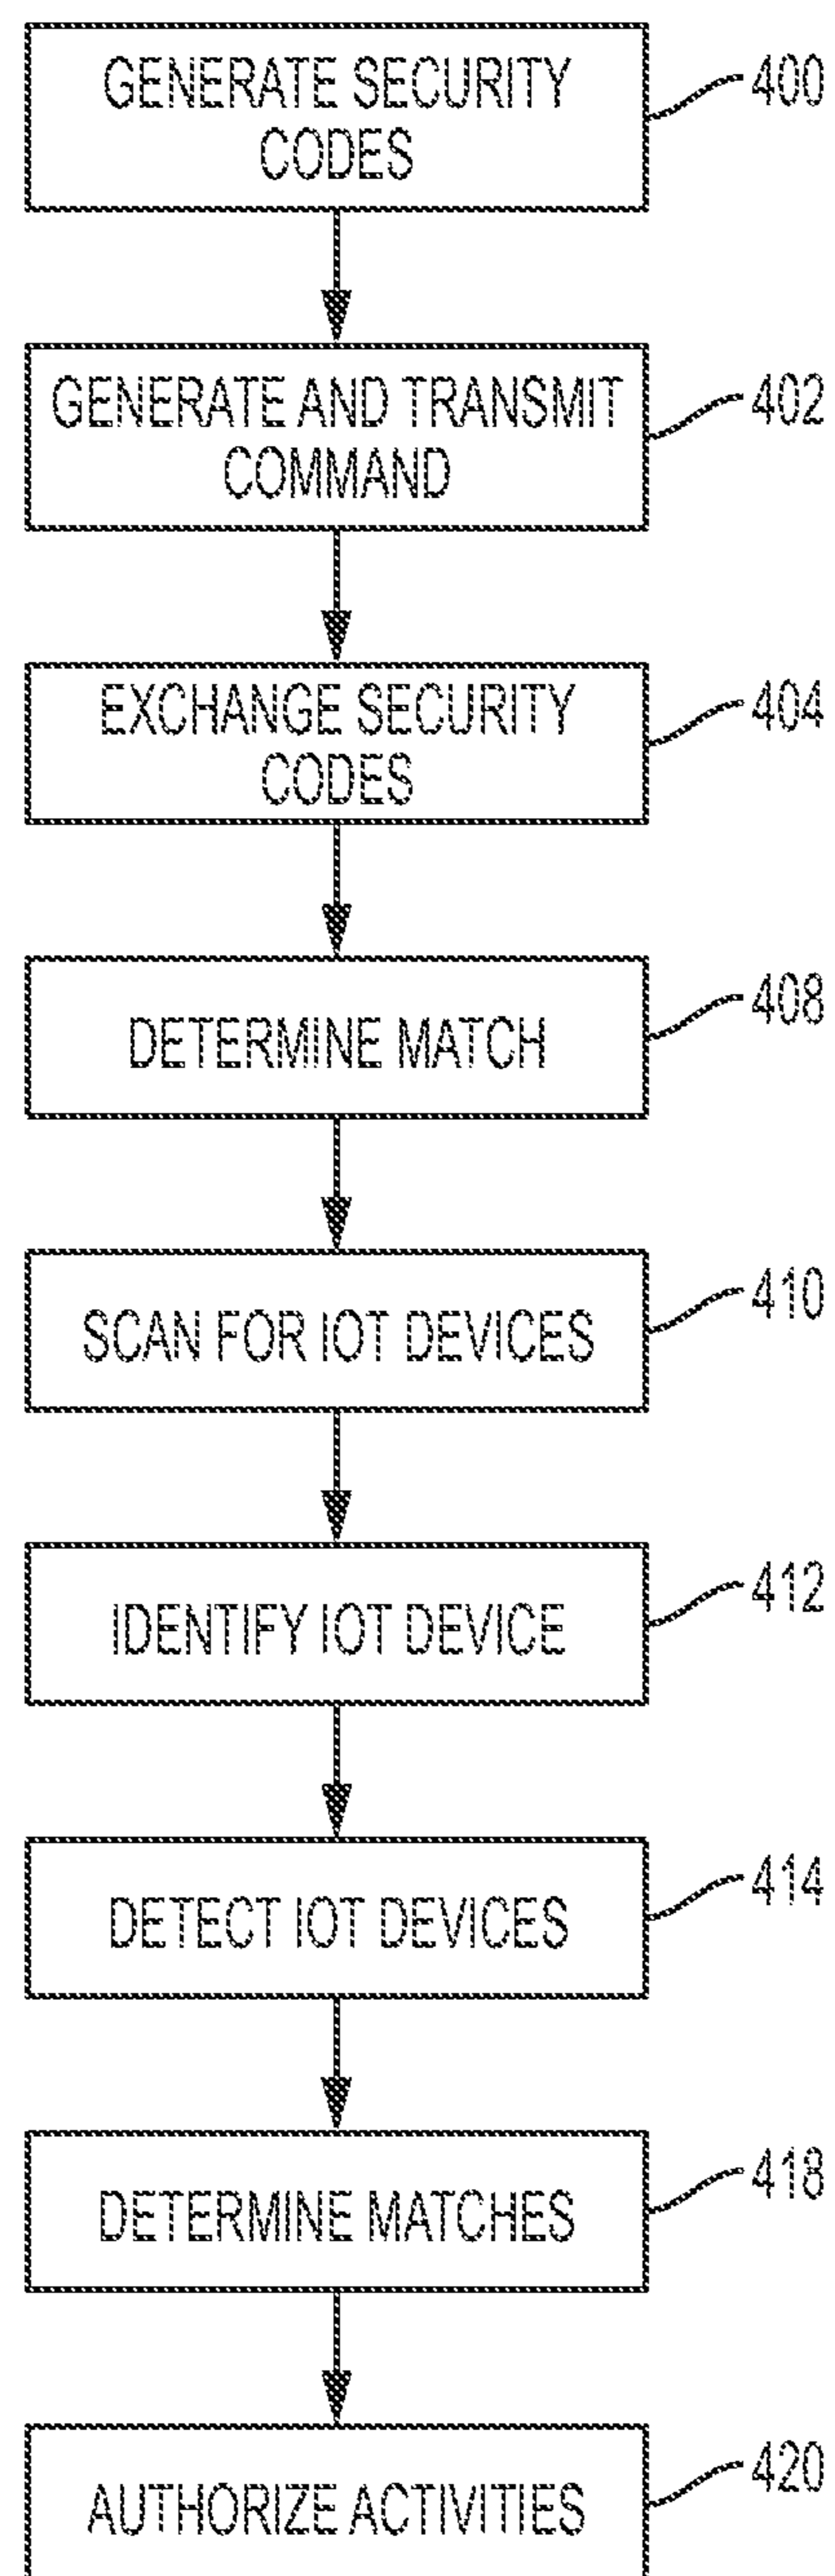 GENERATE SECURITY
CODES
400
GENERATE AND TRANSMIT
COMMAND
402
EXCHANGE SECURITY
CODES
404
DETERMINE MATCH
408
SCAN FOR IOT DEVICES
410
IDENTIFY IOT DEVICE
412
DETECT IOT DEVICES
414
DETERMINE MATCHES
418
AUTHORIZE ACTIVITIES
420